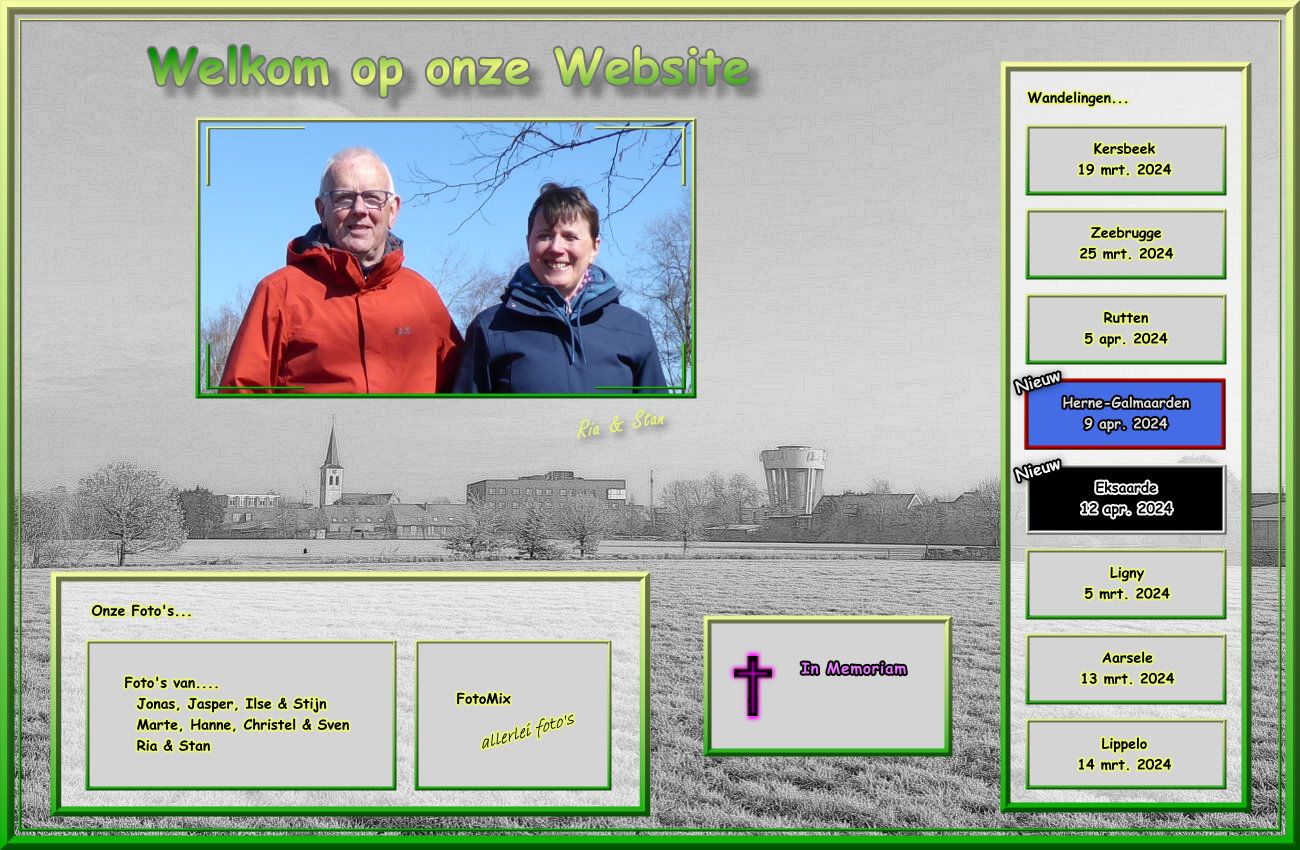 Welkom op onze Website
Ria & Stan
Wandelingen...
Kersbeek
19 mrt. 2024
Zeebrugge
25 mrt. 2024
Rutten
5 apr. 2024
Nieuw
Herne-Galmaarden
9 apr. 2024
Nieuw
Eksaarde
12 apr. 2024
Ligny
5 mrt. 2024
Aarsele
13 mrt. 2024
Lippelo
14 mrt. 2024
Onze Foto's...
Foto's van....
Jonas, Jasper, Ilse & Stijn
Marte, Hanne, Christel & Sven
Ria & Stan
FotoMix
allerlei foto's
In Memoriam